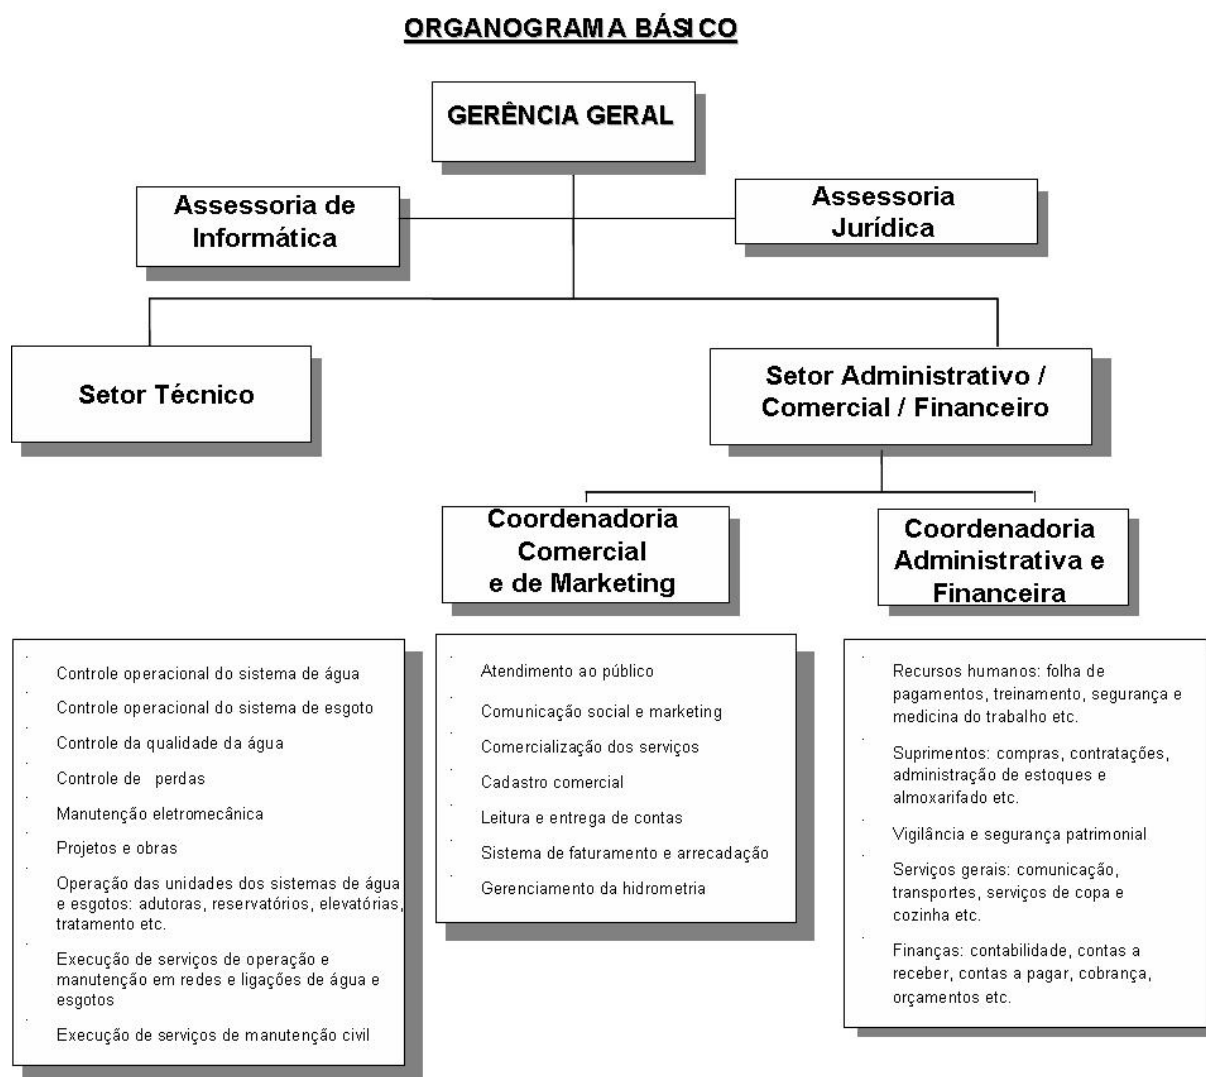 ORGANOGRAMA BÁSICO
GERÊNCIA GERAL
Assessoria de
Informática
Assessoria
Jurídica
Setor Técnico
Setor Administrativo /
Comercial / Financeiro
Coordenadoria
Comercial
e de Marketing
Coordenadoria
Administrativa e
Financeira
Controle operacional do sistema de água
Controle operacional do sistema de esgoto
Controle da qualidade da água
Controle de perdas
Manutenção eletromecânica
Projetos e obras
Operação das unidades dos sistemas de água
e esgotos: adutoras, reservatórios, elevatórias,
tratamento etc.
Execução de serviços de operação e
manutenção em redes e ligações de água e
esgotos
Execução de serviços de manutenção civil
Atendimento ao público
Comunicação social e marketing
Comercialização dos serviços
Cadastro comercial
Leitura e entrega de contas
Sistema de faturamento e arrecadação
Gerenciamento da hidrometria
Recursos humanos: folha de
pagamentos, treinamento, segurança e
medicina do trabalho etc.
Suprimentos: compras, contratações,
administração de estoques e
almoxarifado etc.
Vigilância e segurança patrimonial
Serviços gerais: comunicação,
transportes, serviços de copa e
cozinha etc.
Finanças: contabilidade, contas a
receber, contas a pagar, cobrança,
orçamentos etc.